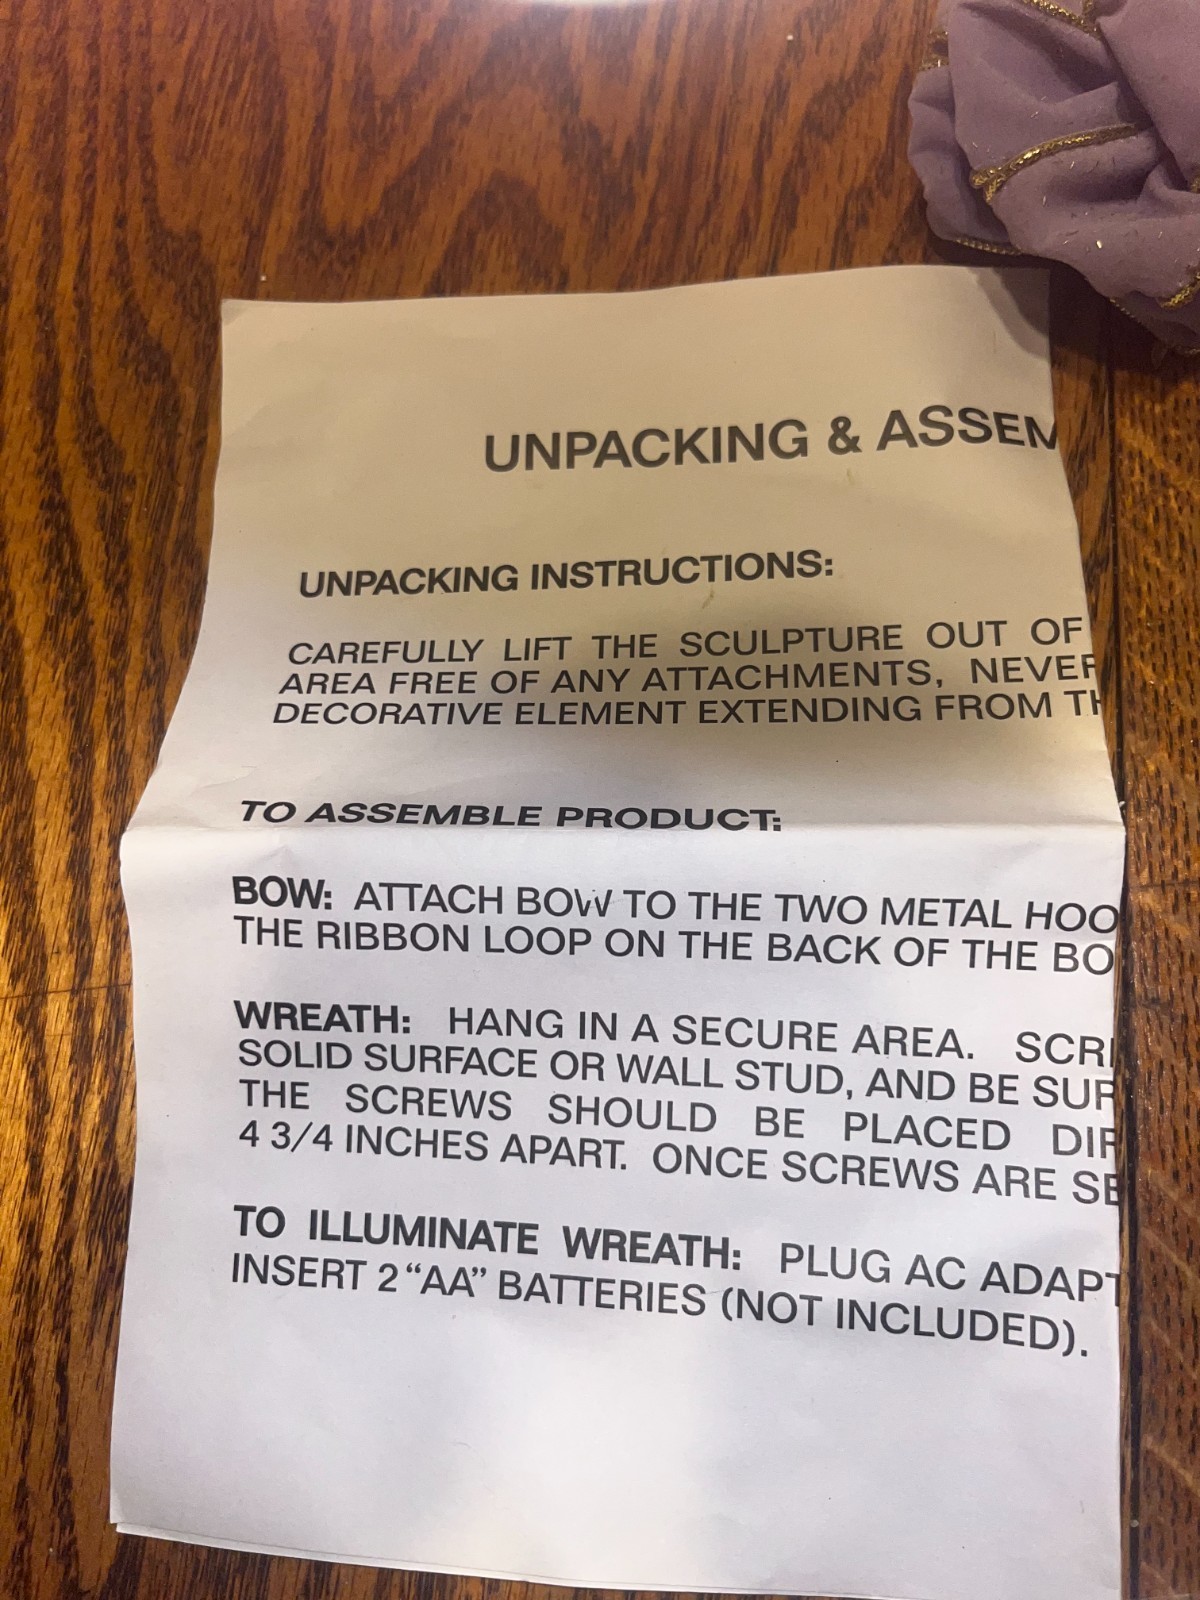 UNPACKING & ASSEM
UNPACKING INSTRUCTIONS:
CAREFULLY LIFT THE SCULPTURE OUT OF
AREA FREE OF ANY ATTACHMENTS, NEVER
DECORATIVE ELEMENT EXTENDING FROM TH
TO ASSEMBLE PRODUCT:
BOW: ATTACH BOW TO THE TWO METAL HOO
THE RIBBON LOOP ON THE BACK OF THE BO
WREATH: HANG IN A SECURE AREA. SCRE
SOLID SURFACE OR WALL STUD, AND BE SUR
THE SCREWS SHOULD BE PLACED DIR
4 3/4 INCHES APART. ONCE SCREWS ARE SE
TO ILLUMINATE WREATH: PLUG AC ADAPT
INSERT 2 “AA” BATTERIES (NOT INCLUDED).